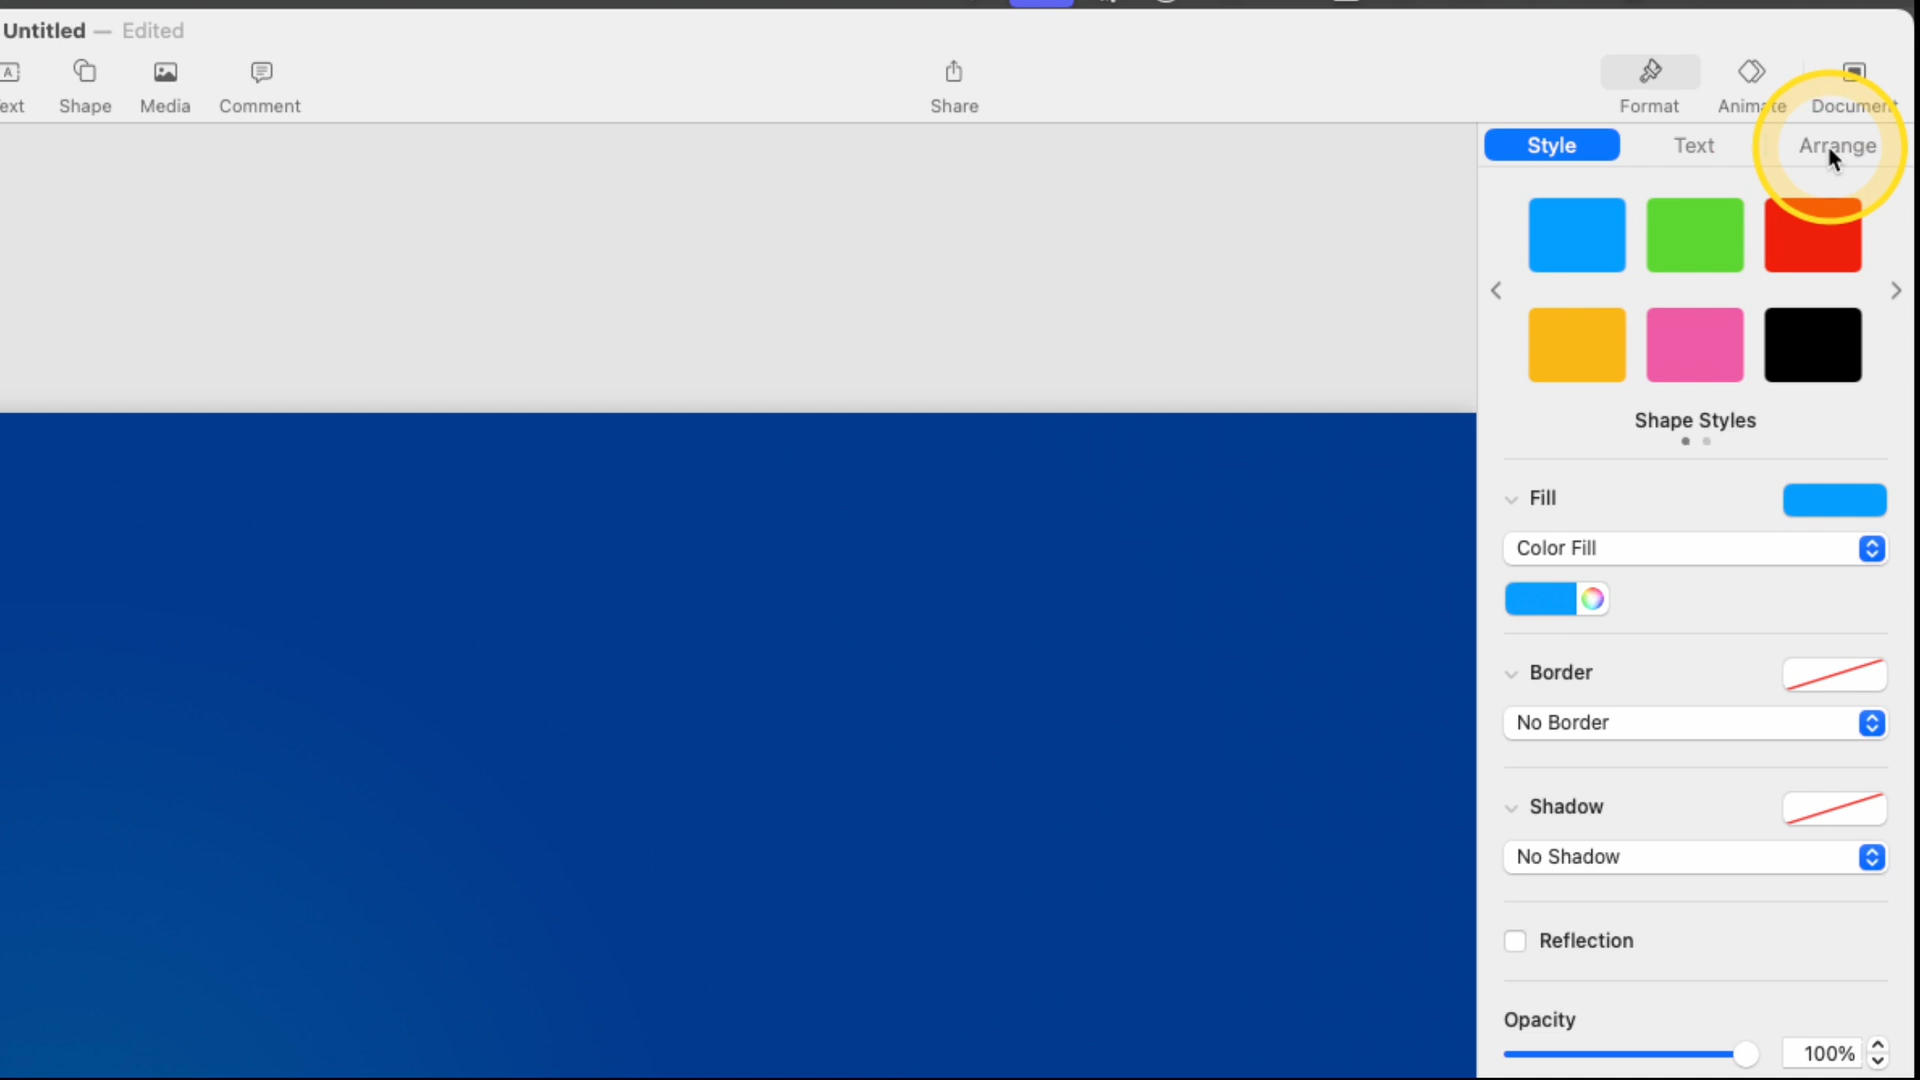 Untitled — Edited
ext Shape Media Comment Share Format Animate Document
Style Text Arrange
Shape Styles
Fill
Color Fill
Border
No Border
Shadow
No Shadow
Reflection
Opacity
100%